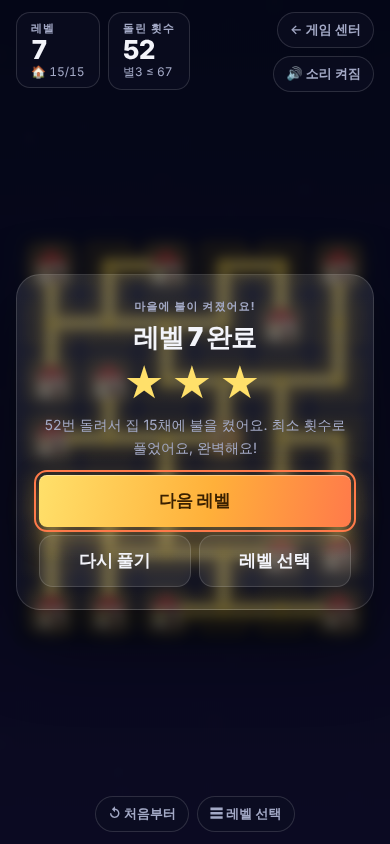 레벨
7
🏠 15/15
돌린 횟수
52
별3 ≤ 67
← 게임 센터
🔊 소리 켜짐
마을에 불이 켜졌어요!
레벨 7 완료
★ ★ ★
52번 돌려서 집 15채에 불을 켰어요. 최소 횟수로
풀었어요, 완벽해요!
다음 레벨
다시 풀기
레벨 선택
↺ 처음부터
☰ 레벨 선택